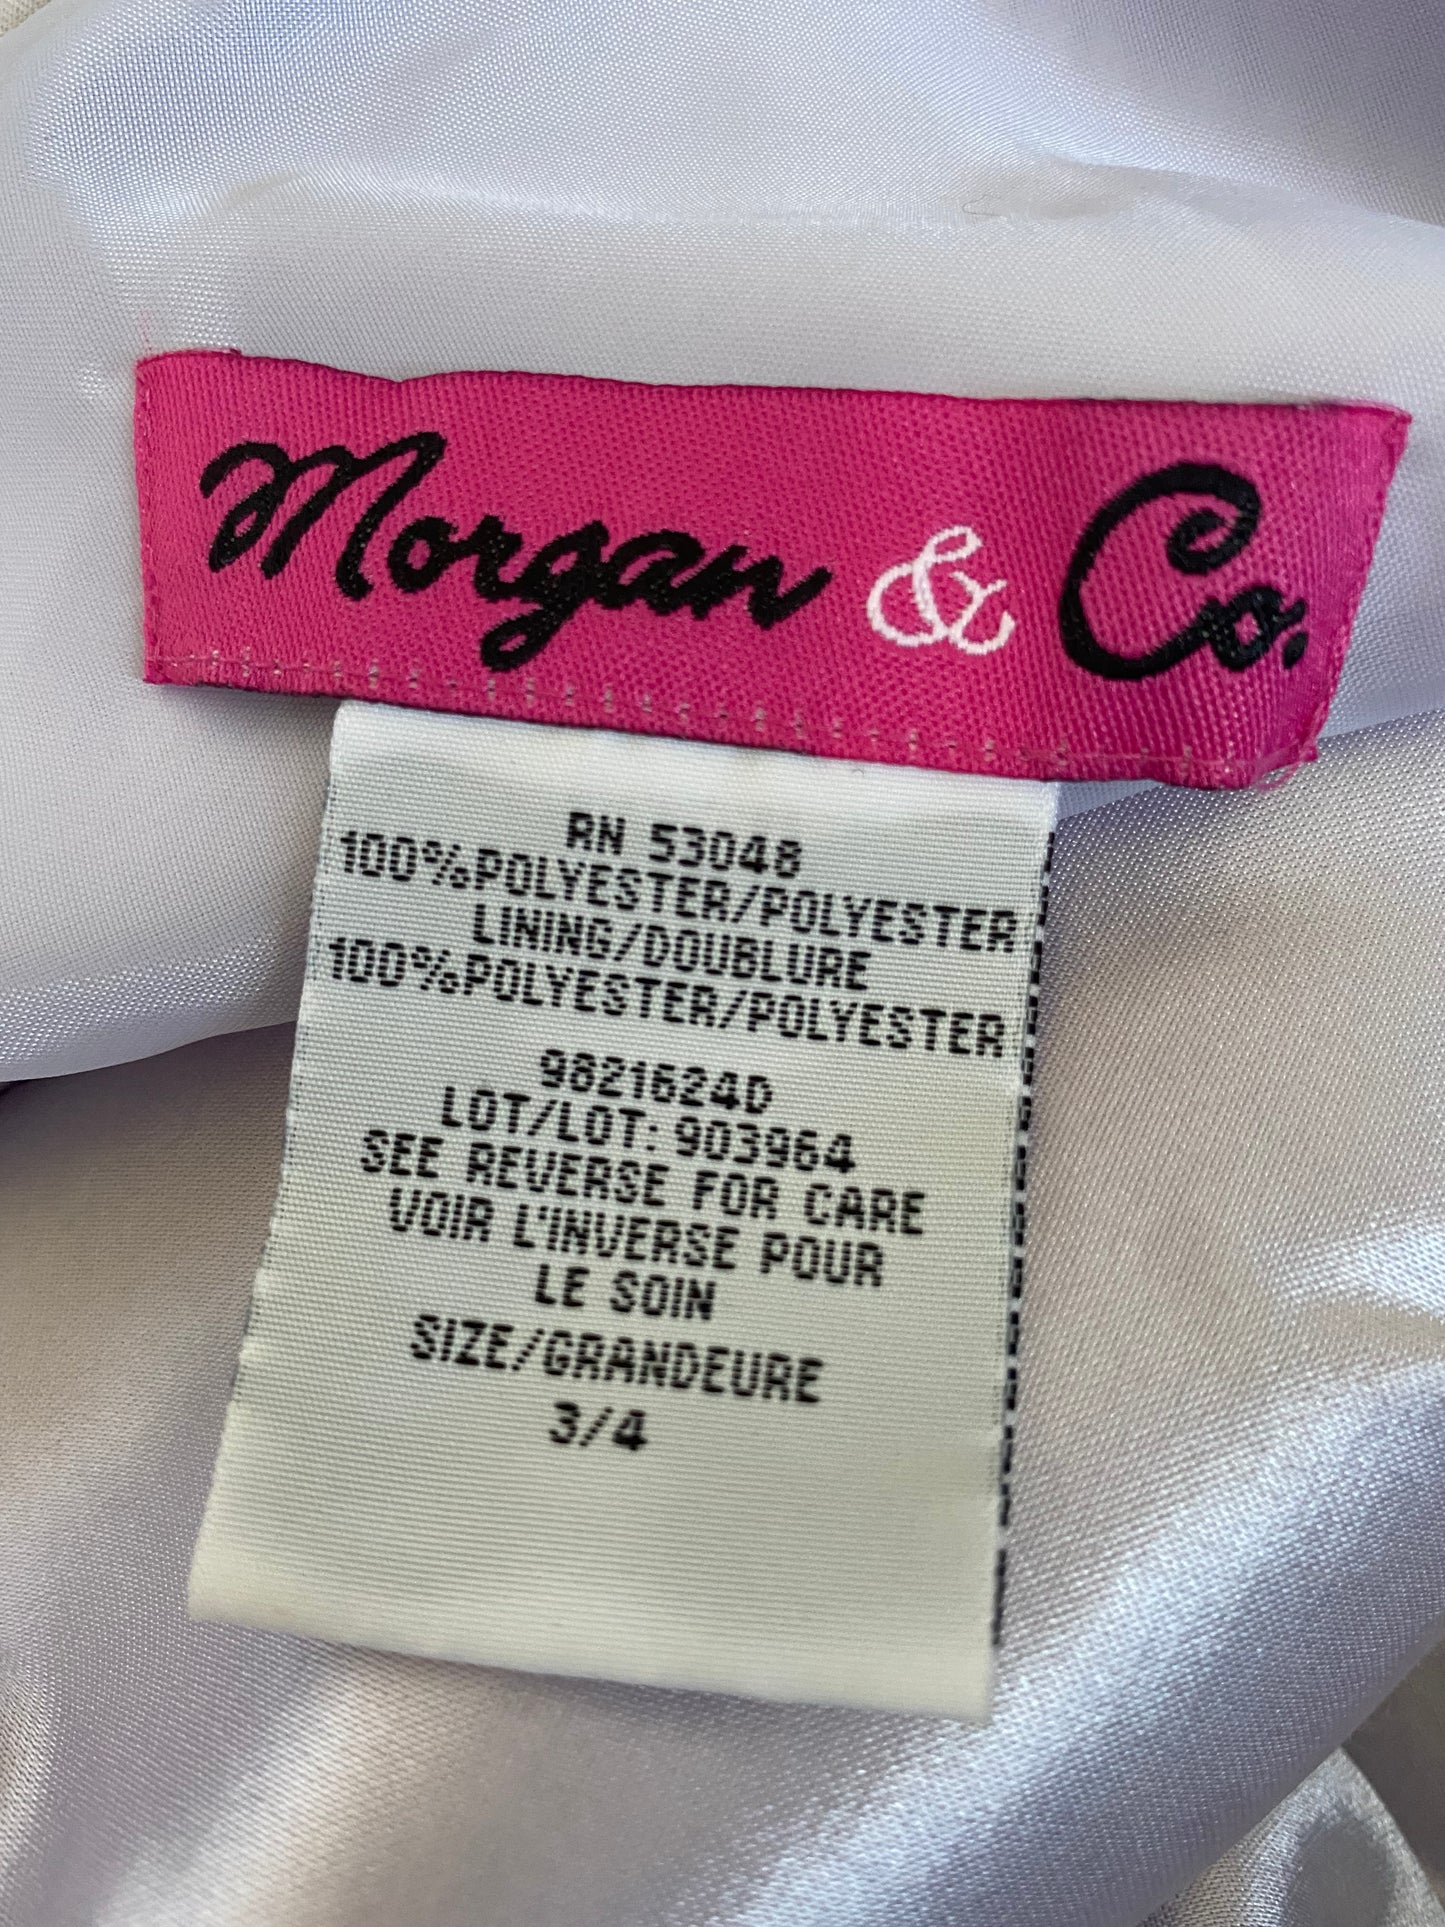 Morgan & Co.
RN 53048
100%POLYESTER/POLYESTER
LINING/DOUBLURE
100%POLYESTER/POLYESTER
9821624D
LOT/LOT: 903964
SEE REVERSE FOR CARE
VOIR L'INVERSE POUR
LE SOIN
SIZE/GRANDEURE
3/4